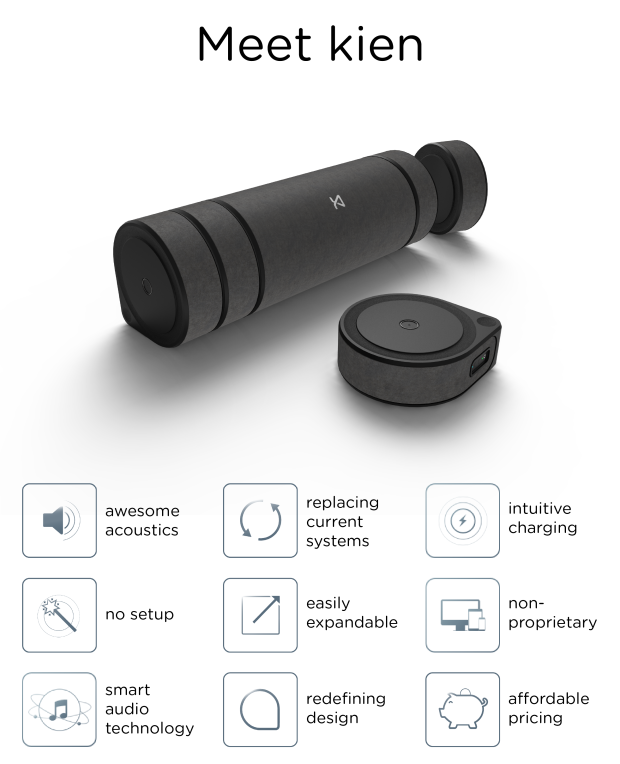 Meet kien
awesome
acoustics
replacing
current
systems
intuitive
charging
no setup
easily
expandable
non-
proprietary
smart
audio
technology
redefining
design
affordable
pricing